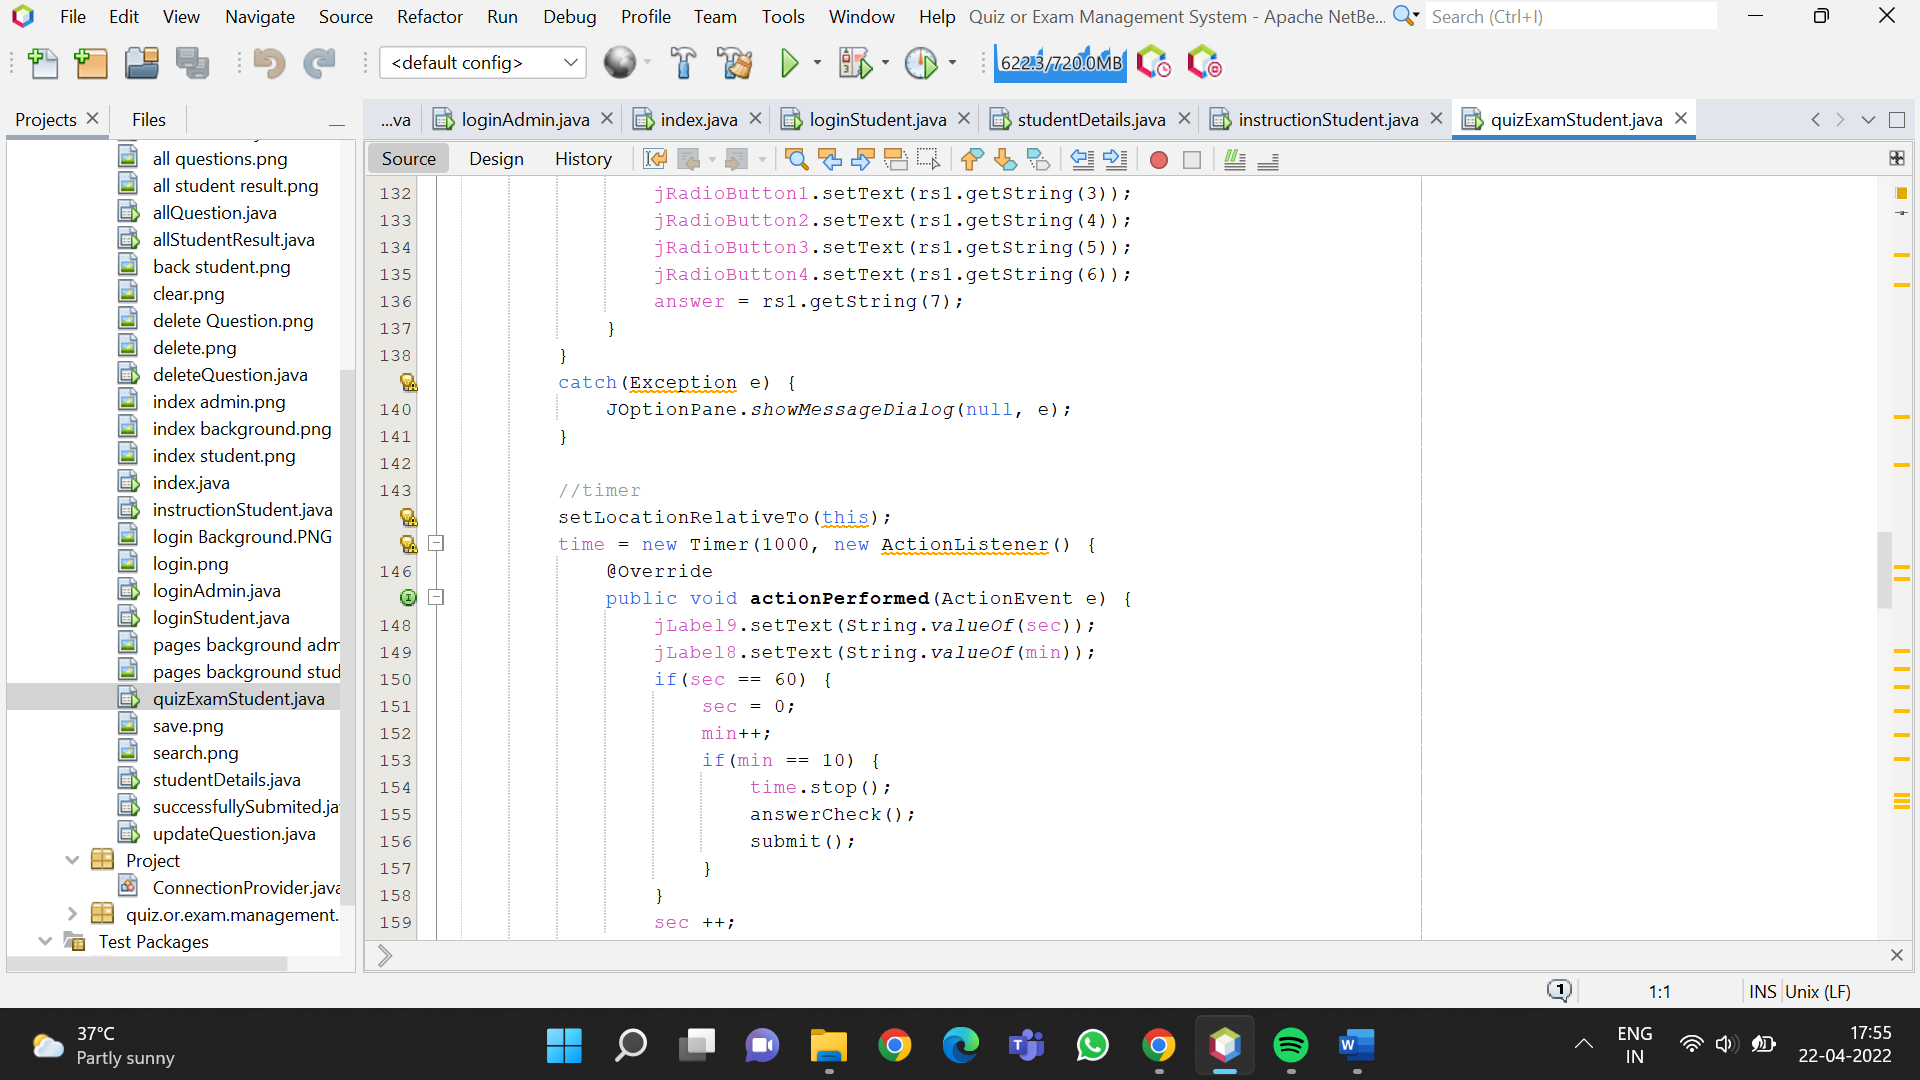 File Edit View Navigate Source Refactor Run Debug Profile Team Tools Window Help Quiz or Exam Management System - Apache NetBe... Search (Ctrl+I)
<default config> 622.3/720.0MB
Projects Files
...va loginAdmin.java index.java loginStudent.java studentDetails.java instructionStudent.java quizExamStudent.java
Source Design History
all questions.png
all student result.png
allQuestion.java
allStudentResult.java
back student.png
clear.png
delete Question.png
delete.png
deleteQuestion.java
index admin.png
index background.png
index student.png
index.java
instructionStudent.java
login Background.PNG
login.png
loginAdmin.java
loginStudent.java
pages background adm
pages background stud
quizExamStudent.java
save.png
search.png
studentDetails.java
successfullySubmited.ja
updateQuestion.java
Project
ConnectionProvider.java
quiz.or.exam.management.
Test Packages
132 jRadioButton1.setText(rs1.getString(3));
133 jRadioButton2.setText(rs1.getString(4));
134 jRadioButton3.setText(rs1.getString(5));
135 jRadioButton4.setText(rs1.getString(6));
136 answer = rs1.getString(7);
137 }
138 }
catch(Exception e) {
140 JOptionPane.showMessageDialog(null, e);
141 }
142
143 //timer
setLocationRelativeTo(this);
time = new Timer(1000, new ActionListener() {
146 @Override
public void actionPerformed(ActionEvent e) {
148 jLabel9.setText(String.valueOf(sec));
149 jLabel8.setText(String.valueOf(min));
150 if(sec == 60) {
151 sec = 0;
152 min++;
153 if(min == 10) {
154 time.stop();
155 answerCheck();
156 submit();
157 }
158 }
159 sec ++;
1 1:1 INS Unix (LF)
37°C
Partly sunny
ENG
IN
17:55
22-04-2022